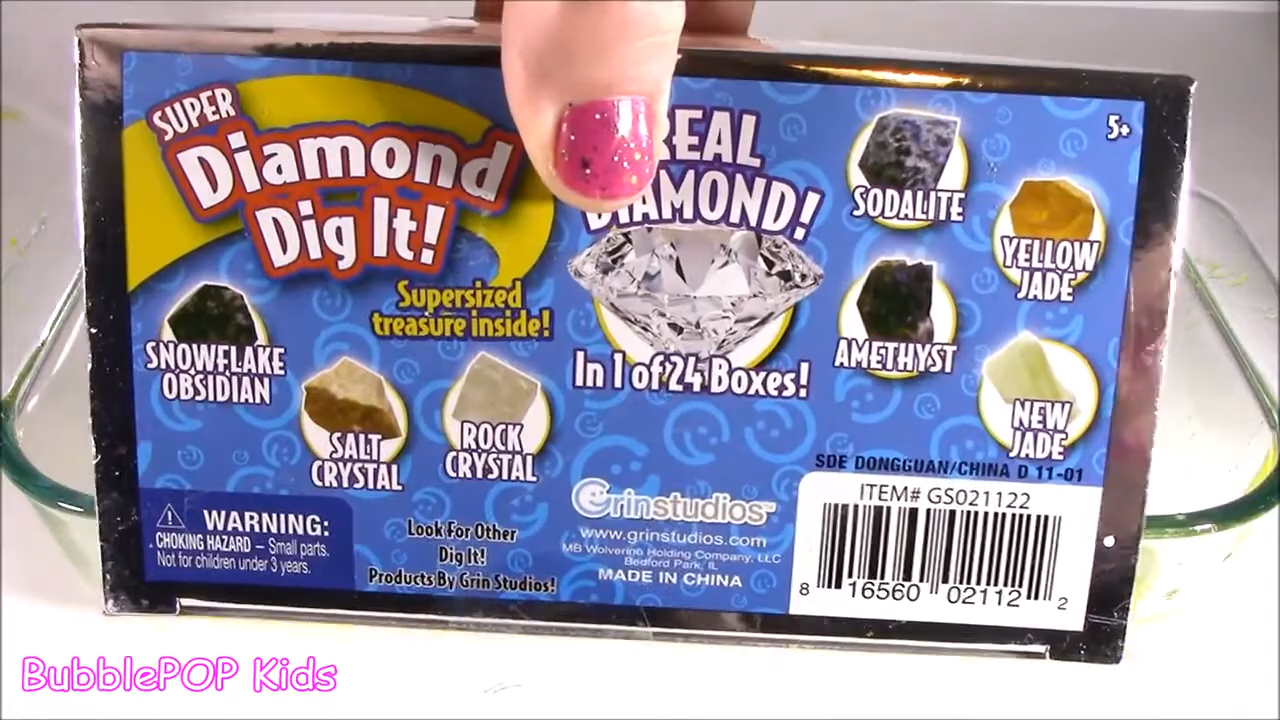 SUPER
Diamond
Dig It!
Supersized
treasure inside!
REAL
DIAMOND!
In 1 of 24 Boxes!
5+
SODALITE
YELLOW
JADE
AMETHYST
NEW
JADE
SNOWFLAKE
OBSIDIAN
SALT
CRYSTAL
ROCK
CRYSTAL
WARNING:
CHOKING HAZARD – Small parts.
Not for children under 3 years.
Look For Other
Dig It!
Products By Grin Studios!
Grinstudios™
www.grinstudios.com
MB Wolverine Holding Company, LLC
Bedford Park, IL
MADE IN CHINA
SDE DONGGUAN/CHINA D 11-01
ITEM# GS021122
8 16560 02112 2
BubblePOP Kids